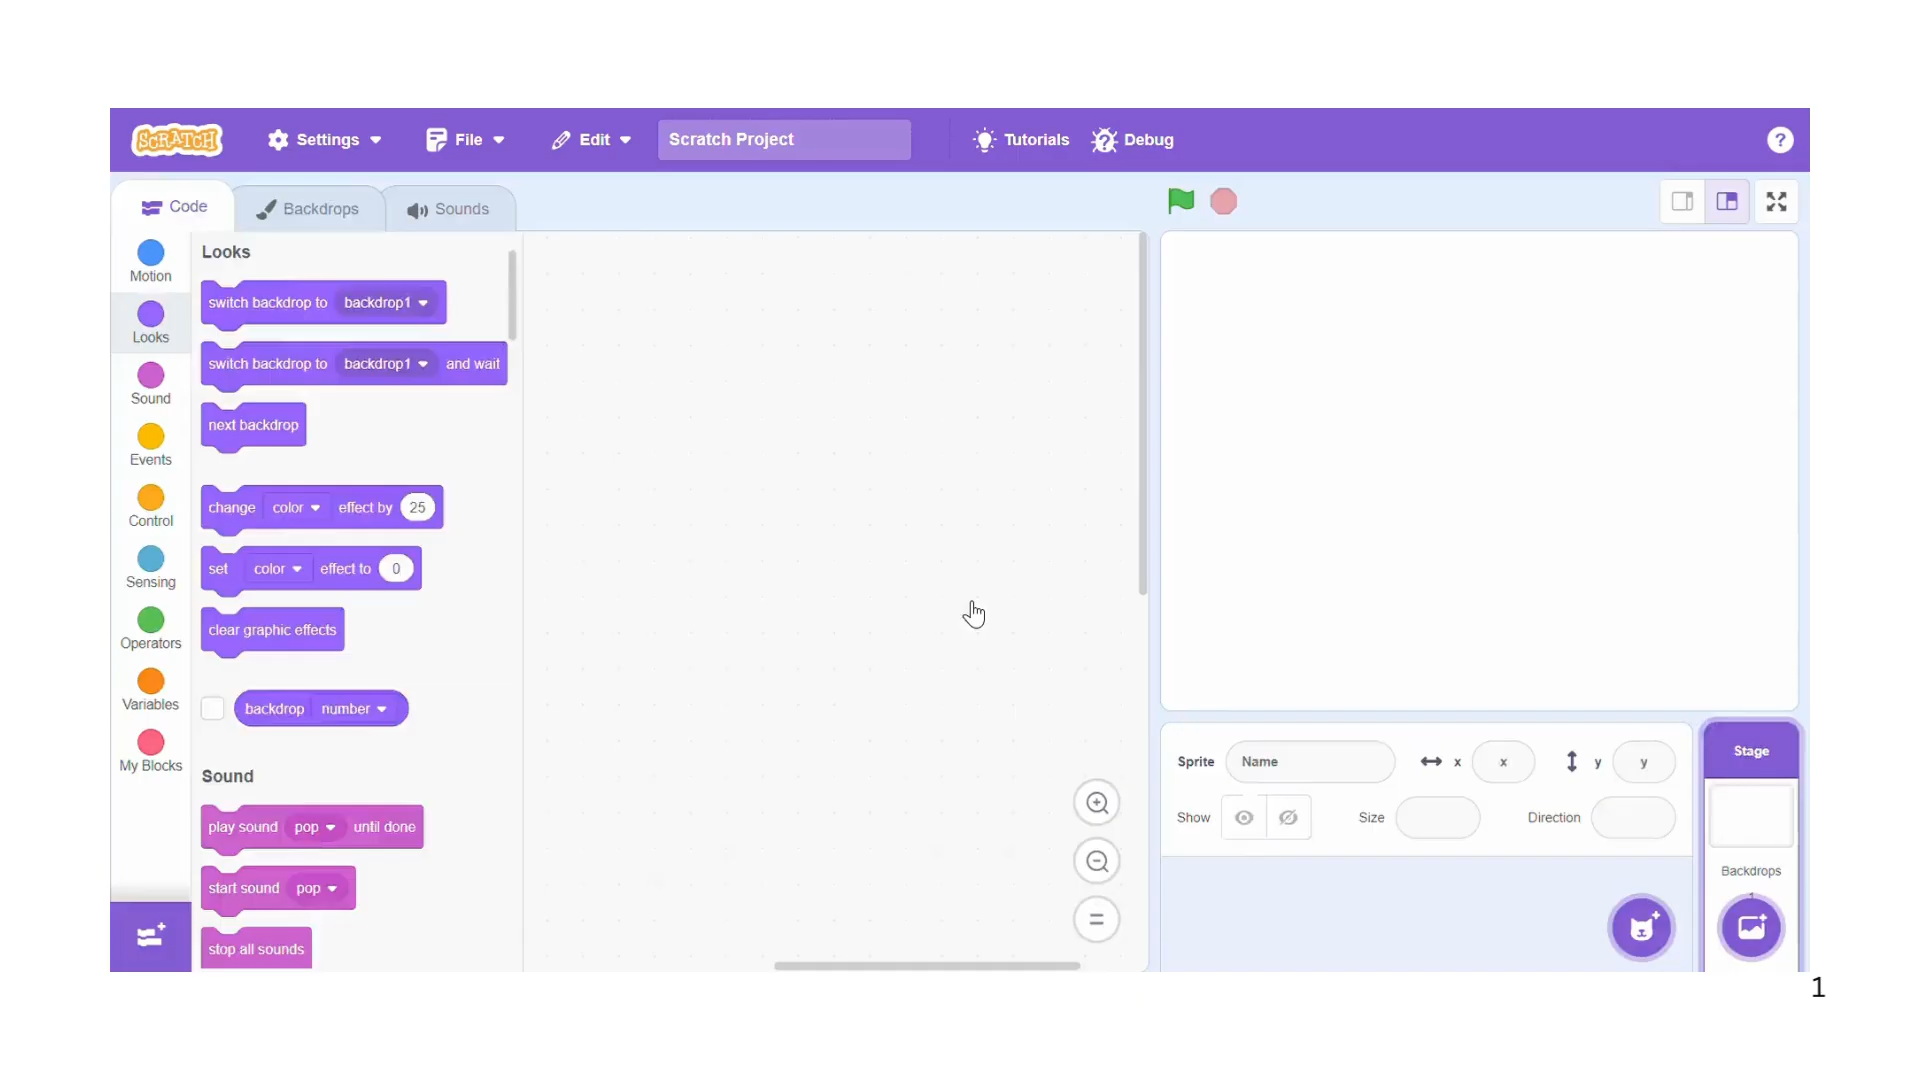 SCRATCH Settings File Edit Scratch Project Tutorials Debug ?
Code Backdrops Sounds
Motion
Looks
Sound
Events
Control
Sensing
Operators
Variables
My Blocks
Looks
switch backdrop to backdrop1
switch backdrop to backdrop1 and wait
next backdrop
change color effect by 25
set color effect to 0
clear graphic effects
backdrop number
Sound
play sound pop until done
start sound pop
stop all sounds
Sprite Name x x y y
Show Size Direction
Stage
Backdrops
1